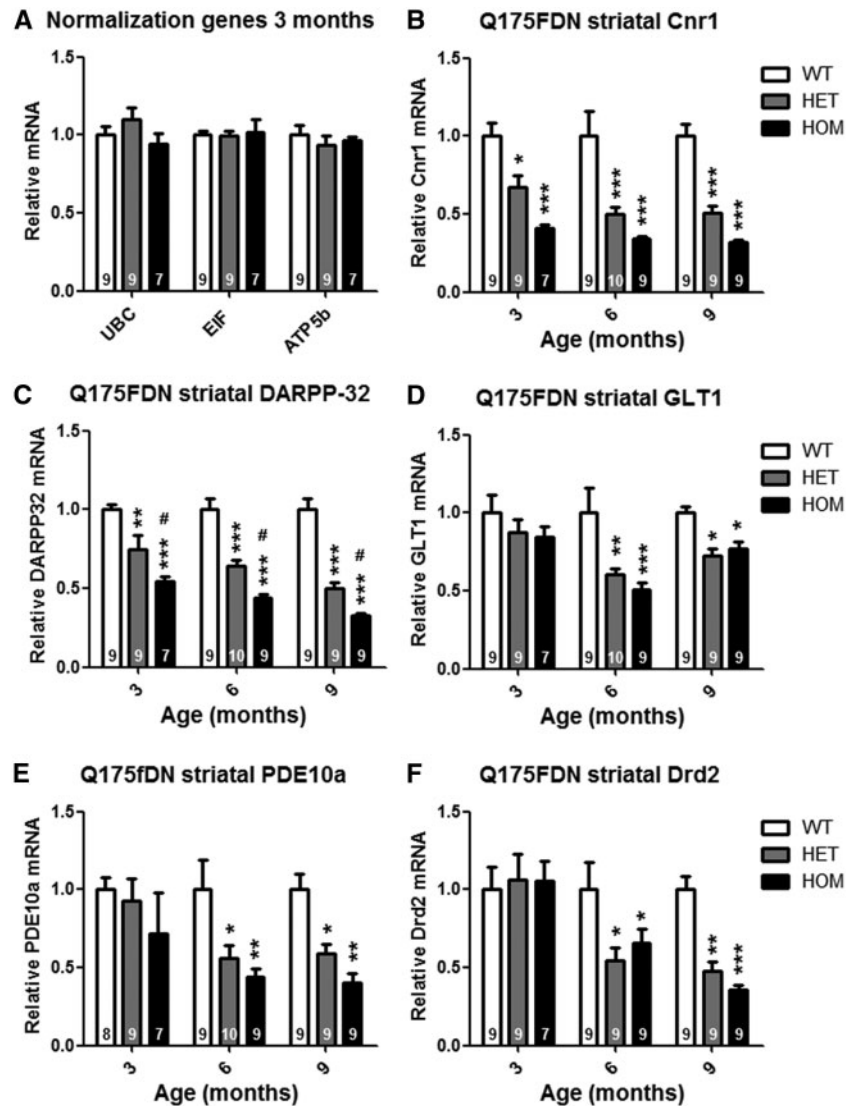 A Normalization genes 3 months
Relative mRNA
1.5
1.0
0.5
0.0
9 9 7 9 9 7 9 9 7
UBC EIF ATP5b
B Q175FDN striatal Cnr1
Relative Cnr1 mRNA
1.5
1.0
0.5
0.0
* *** *** *** *** ***
9 9 7 9 10 9 9 9 9
3 6 9
Age (months)
WT
HET
HOM
C Q175FDN striatal DARPP-32
Relative DARPP32 mRNA
1.5
1.0
0.5
0.0
# # #
** *** *** *** *** ***
9 9 7 9 10 9 9 9 9
3 6 9
Age (months)
D Q175FDN striatal GLT1
Relative GLT1 mRNA
1.5
1.0
0.5
0.0
** *** * *
9 9 7 9 10 9 9 9 9
3 6 9
Age (months)
WT
HET
HOM
E Q175fDN striatal PDE10a
Relative PDE10a mRNA
1.5
1.0
0.5
0.0
* ** * **
8 9 7 9 10 9 9 9 9
3 6 9
Age (months)
F Q175FDN striatal Drd2
Relative Drd2 mRNA
1.5
1.0
0.5
0.0
* * ** ***
9 9 7 9 9 9 9 9 9
3 6 9
Age (months)
WT
HET
HOM